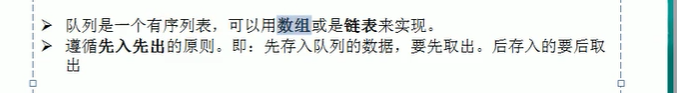 ➢ 队列是一个有序列表，可以用数组或是链表来实现。
➢ 遵循先入先出的原则。即：先存入队列的数据，要先取出。后存入的要后取
出